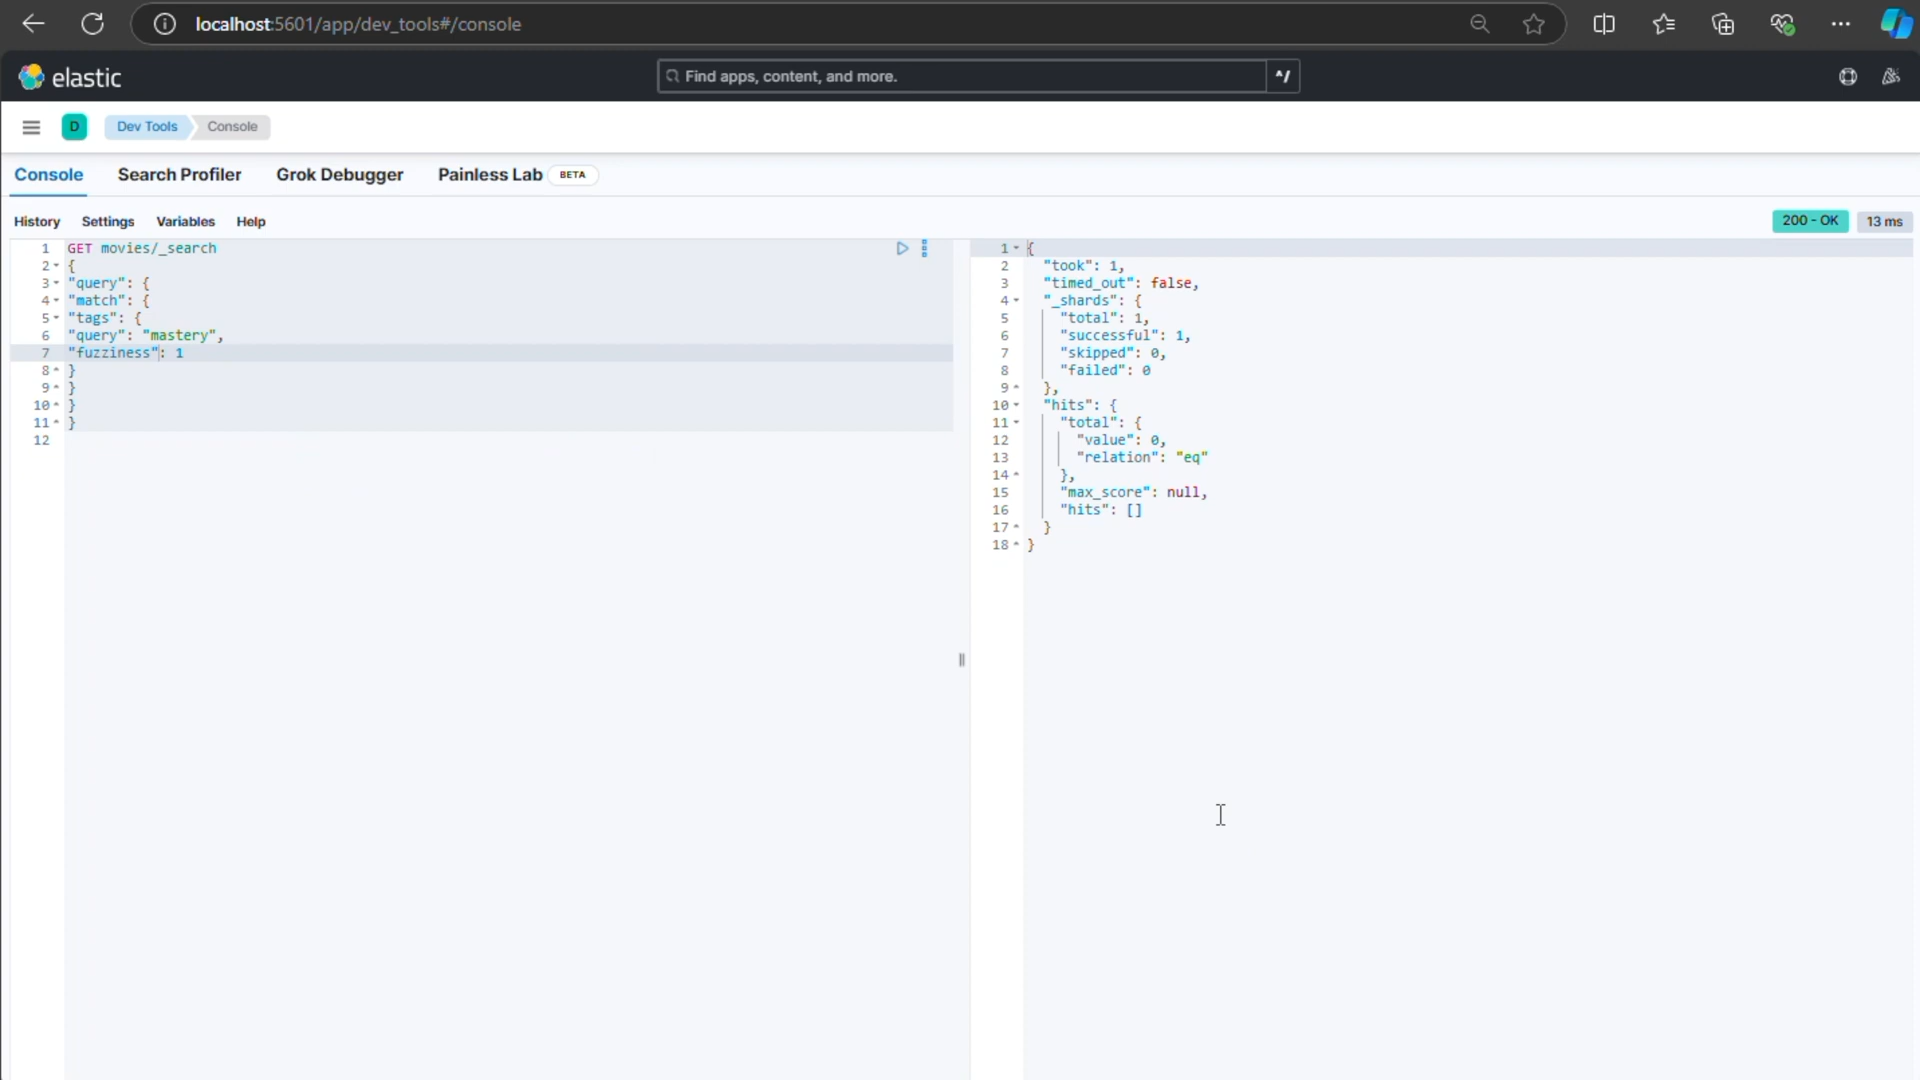 localhost:5601/app/dev_tools#/console
elastic
Find apps, content, and more.
^/
D
Dev Tools
Console
Console
Search Profiler
Grok Debugger
Painless Lab
BETA
History
Settings
Variables
Help
200 - OK
13 ms
1 GET movies/_search
2 {
3 "query": {
4 "match": {
5 "tags": {
6 "query": "mastery",
7 "fuzziness": 1
8 }
9 }
10 }
11 }
12
1 {
2 "took": 1,
3 "timed_out": false,
4 "_shards": {
5 "total": 1,
6 "successful": 1,
7 "skipped": 0,
8 "failed": 0
9 },
10 "hits": {
11 "total": {
12 "value": 0,
13 "relation": "eq"
14 },
15 "max_score": null,
16 "hits": []
17 }
18 }